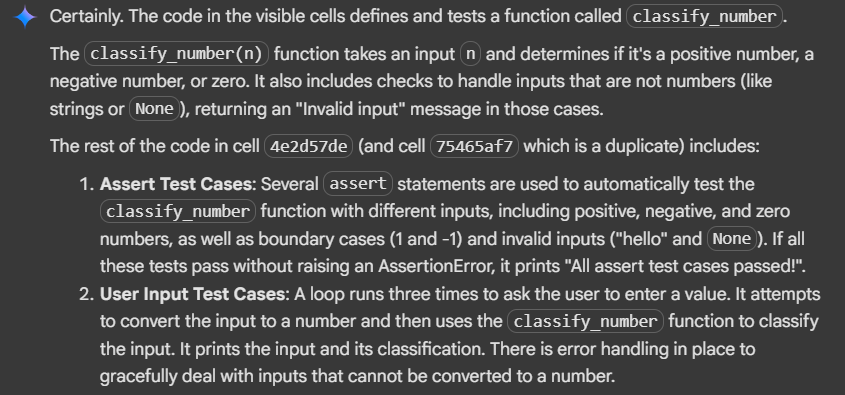 Certainly. The code in the visible cells defines and tests a function called classify_number.
The classify_number(n) function takes an input n and determines if it's a positive number, a
negative number, or zero. It also includes checks to handle inputs that are not numbers (like
strings or None), returning an "Invalid input" message in those cases.
The rest of the code in cell 4e2d57de (and cell 75465af7 which is a duplicate) includes:
1. Assert Test Cases: Several assert statements are used to automatically test the
classify_number function with different inputs, including positive, negative, and zero
numbers, as well as boundary cases (1 and -1) and invalid inputs ("hello" and None). If all
these tests pass without raising an AssertionError, it prints "All assert test cases passed!".
2. User Input Test Cases: A loop runs three times to ask the user to enter a value. It attempts
to convert the input to a number and then uses the classify_number function to classify
the input. It prints the input and its classification. There is error handling in place to
gracefully deal with inputs that cannot be converted to a number.